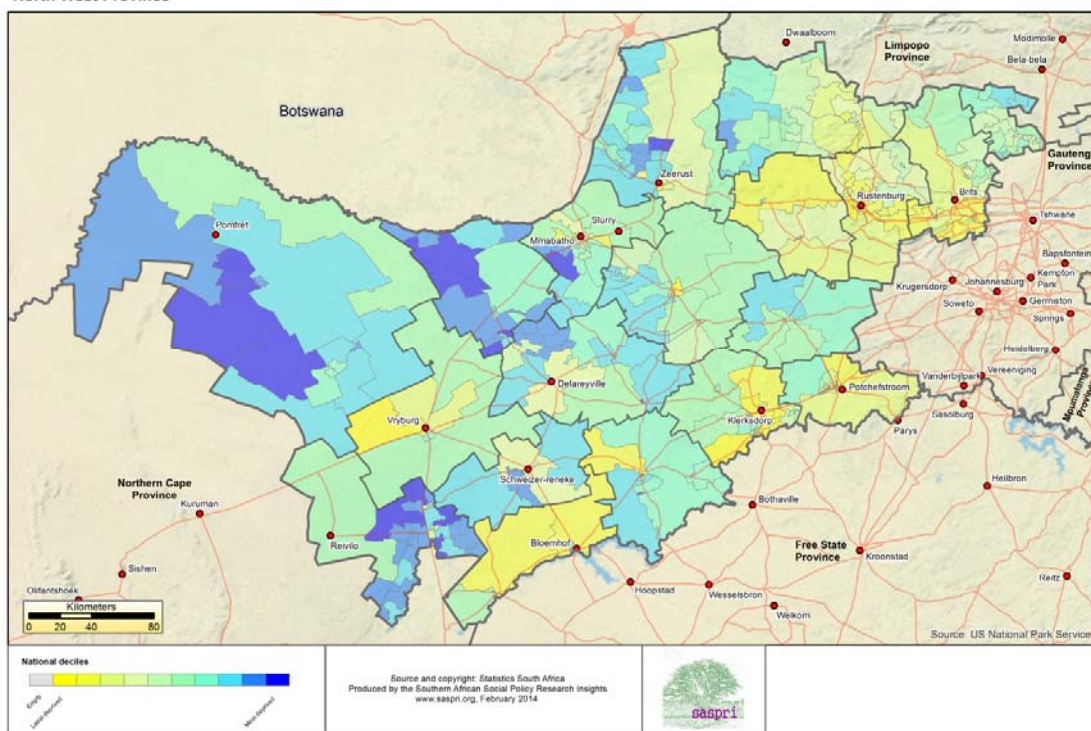 Dwaalboom
Modimolle
Limpopo
Province
Bela-bela
Botswana
Gauteng
Province
Zeerust
Rustenburg
Brits
Pomfret
Slurry
Mmabatho
Tshwane
Bapsfontein
Kempton
Park
Johannesburg
Krugersdorp
Germiston
Soweto
Springs
Heidelberg
Vereeniging
Vanderbijlpark
Mpumalanga
Province
Delareyville
Potchefstroom
Sasolburg
Klerksdorp
Parys
Vryburg
Schweizer-reneke
Northern Cape
Province
Kuruman
Heilbron
Bothaville
Reivilo
Bloemhof
Free State
Province
Kroonstad
Sishen
Reitz
Olifantshoek
Hoopstad
Wesselsbron
Welkom
Kilometers
0 20 40 80
Source: US National Park Service
National deciles
Empty
Least deprived
Most deprived
Source and copyright: Statistics South Africa
Produced by the Southern African Social Policy Research Insights
www.saspri.org, February 2014
saspri